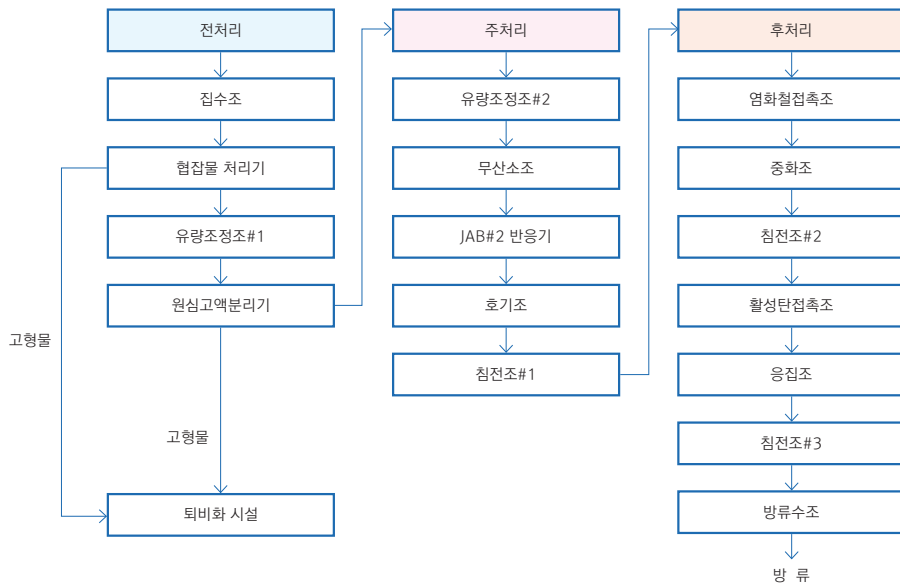 전처리
집수조
협잡물 처리기
유량조정조#1
원심고액분리기
고형물
고형물
퇴비화 시설
주처리
유량조정조#2
무산소조
JAB#2 반응기
호기조
침전조#1
후처리
염화철접촉조
중화조
침전조#2
활성탄접촉조
응집조
침전조#3
방류수조
방 류